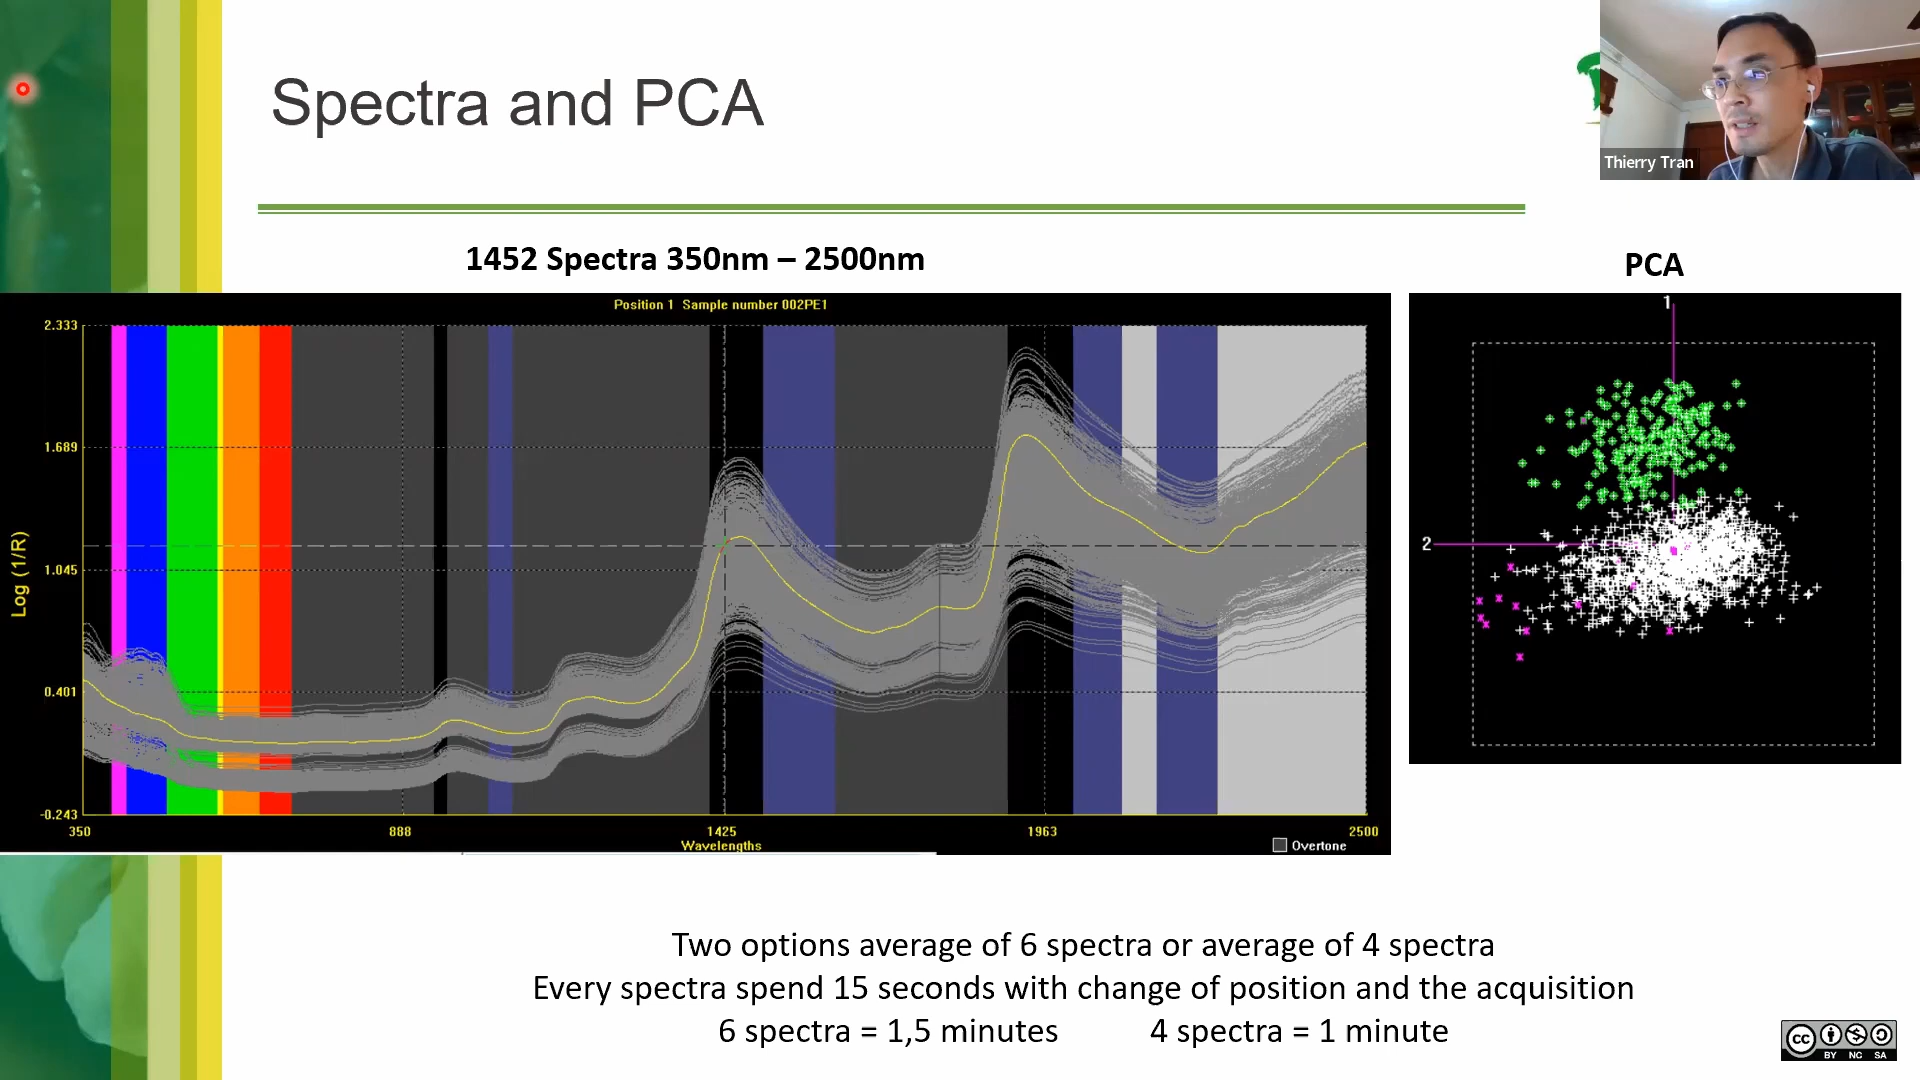 Spectra and PCA
Thierry Tran
1452 Spectra 350nm – 2500nm
PCA
Position 1 Sample number 002PE1
2.333
1.689
1.045
0.401
-0.243
Log (1/R)
350
888
1425
1963
2500
Wavelengths
Overtone
1
2
Two options average of 6 spectra or average of 4 spectra
Every spectra spend 15 seconds with change of position and the acquisition
6 spectra = 1,5 minutes 4 spectra = 1 minute
cc
BY NC SA